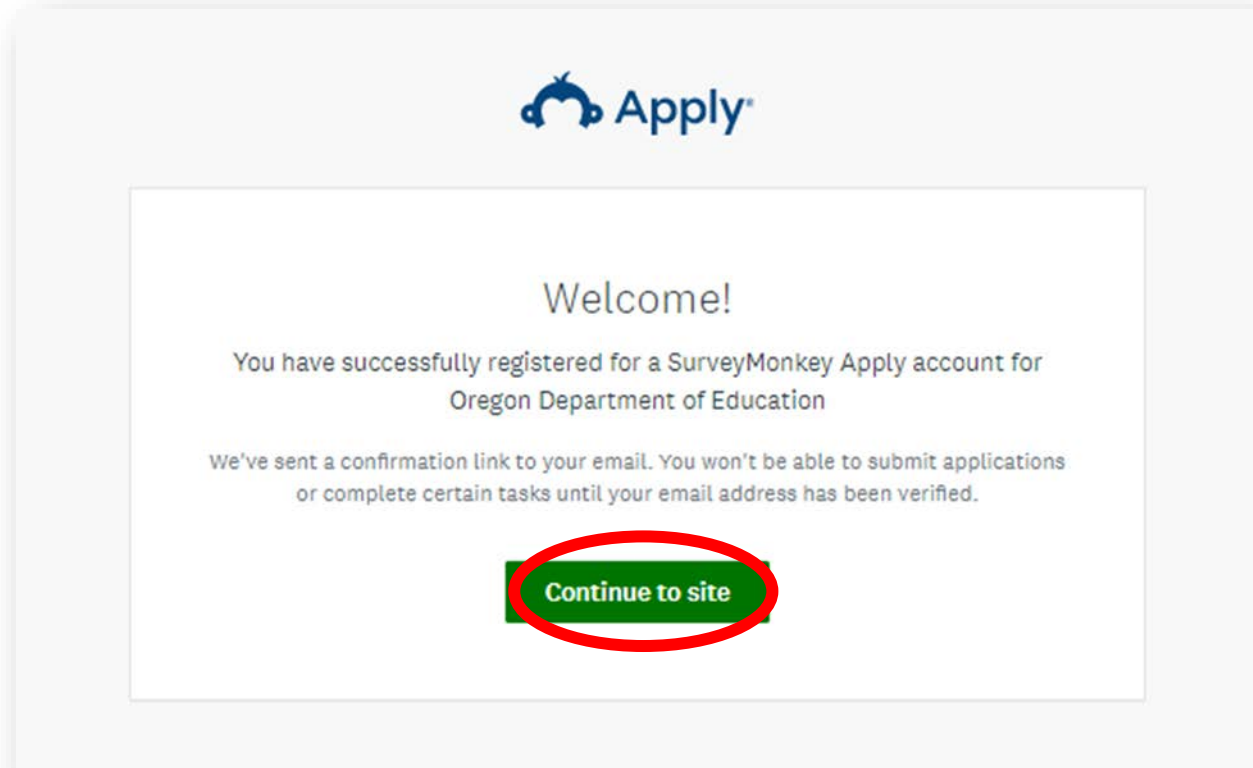 Apply®
Welcome!
You have successfully registered for a SurveyMonkey Apply account for
Oregon Department of Education
We've sent a confirmation link to your email. You won't be able to submit applications
or complete certain tasks until your email address has been verified.
Continue to site